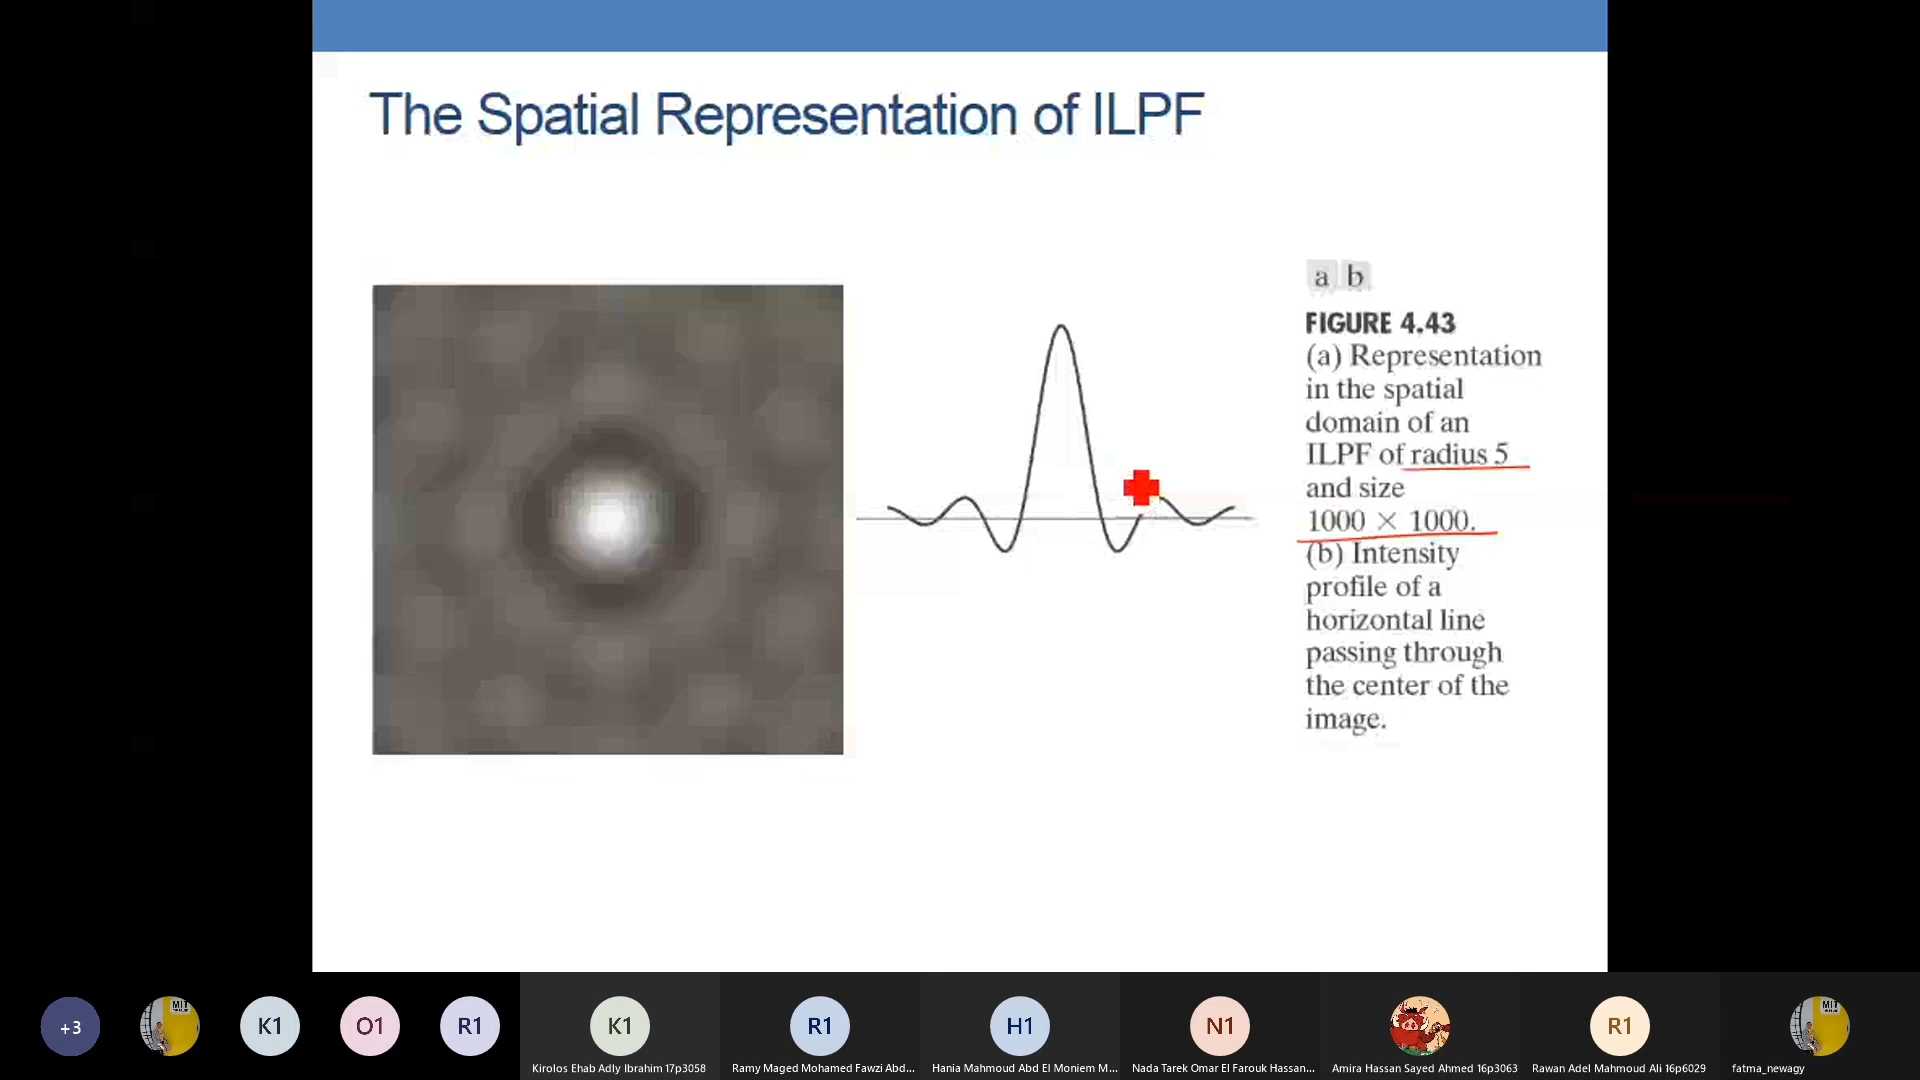 The Spatial Representation of ILPF
a b
FIGURE 4.43
(a) Representation
in the spatial
domain of an
ILPF of radius 5
and size
1000 × 1000.
(b) Intensity
profile of a
horizontal line
passing through
the center of the
image.
+3
MIT
K1
O1
R1
K1
R1
H1
N1
R1
MIT
Kirolos Ehab Adly Ibrahim 17p3058
Ramy Maged Mohamed Fawzi Abd...
Hania Mahmoud Abd El Moniem M...
Nada Tarek Omar El Farouk Hassan...
Amira Hassan Sayed Ahmed 16p3063
Rawan Adel Mahmoud Ali 16p6029
fatma_newagy